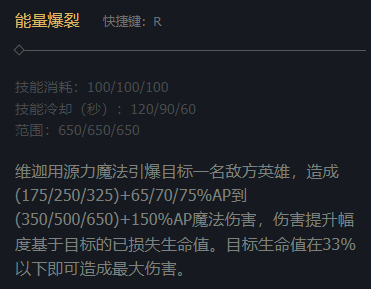 能量爆裂 快捷键：R
技能消耗：100/100/100
技能冷却（秒）：120/90/60
范围：650/650/650
维迦用源力魔法引爆目标一名敌方英雄，造成
(175/250/325)+65/70/75%AP到
(350/500/650)+150%AP魔法伤害，伤害提升幅
度基于目标的已损失生命值。目标生命值在33%
以下即可造成最大伤害。